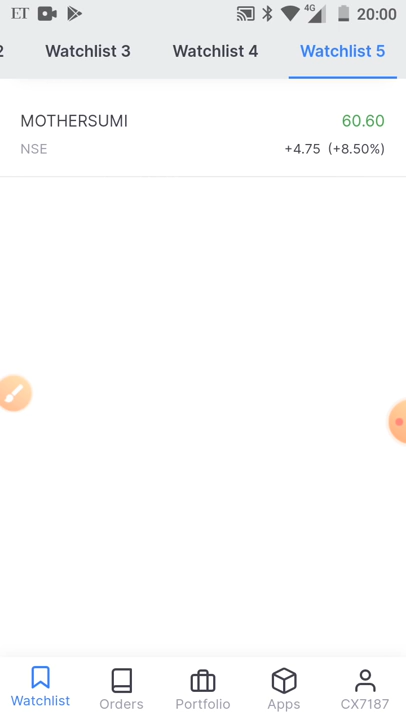 ET 4G 20:00
2 Watchlist 3 Watchlist 4 Watchlist 5
MOTHERSUMI 60.60
NSE +4.75 (+8.50%)
Watchlist Orders Portfolio Apps CX7187